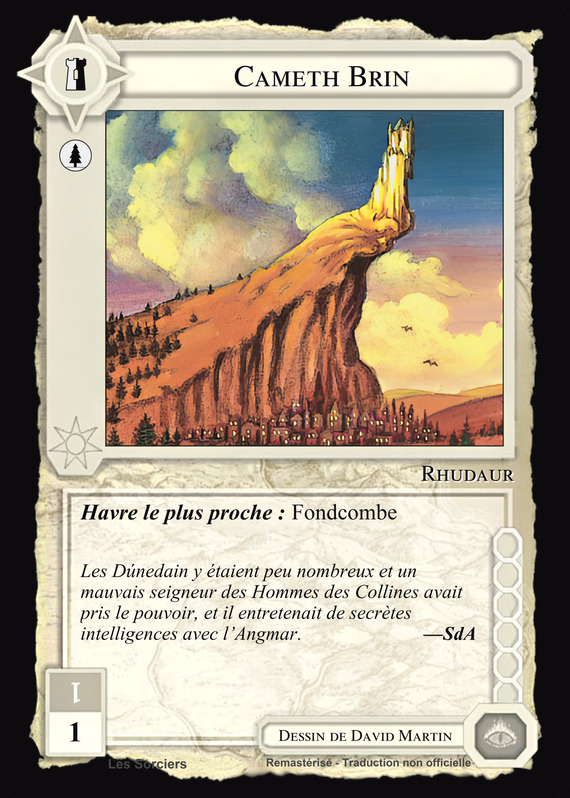 Cameth Brin
Rhudaur
Havre le plus proche : Fondcombe
Les Dúnedain y étaient peu nombreux et un
mauvais seigneur des Hommes des Collines avait
pris le pouvoir, et il entretenait de secrètes
intelligences avec l'Angmar. —SdA
1
1
Dessin de David Martin
Les Sorciers
Remastérisé - Traduction non officielle